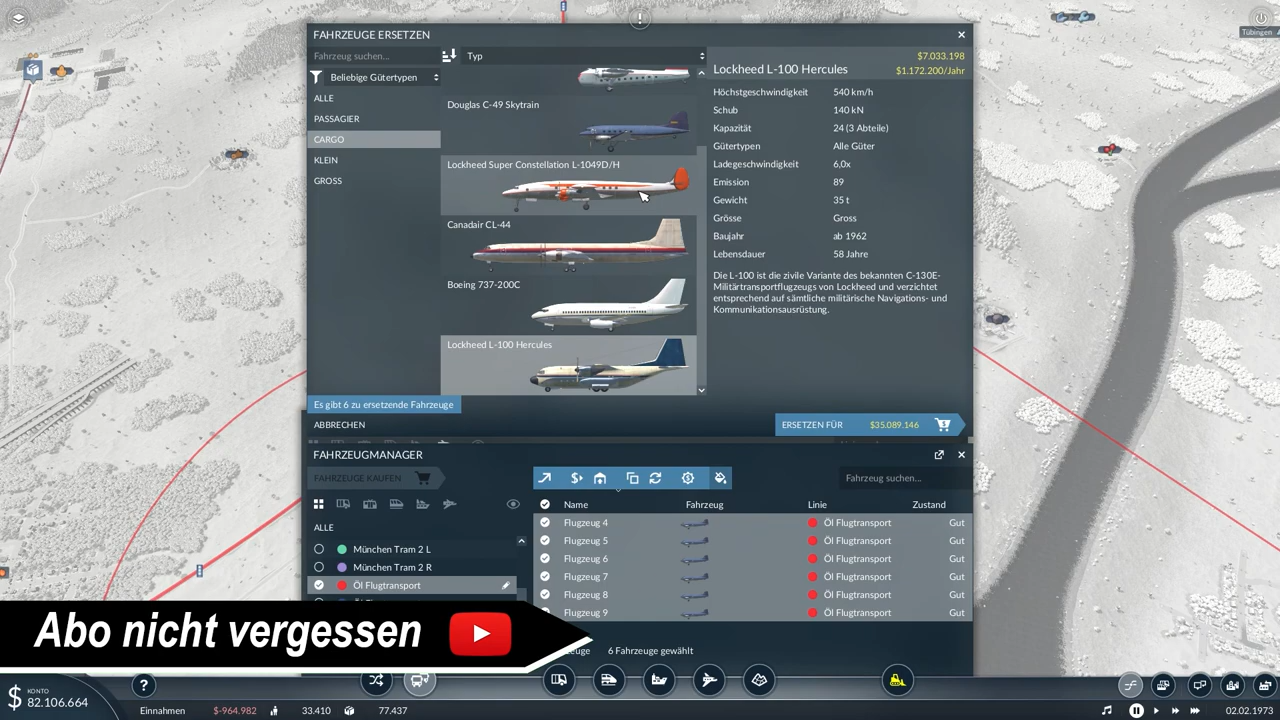 FAHRZEUGE ERSETZEN
Fahrzeug suchen...
Typ
Beliebige Gütertypen
ALLE
PASSAGIER
CARGO
KLEIN
GROSS
Douglas C-49 Skytrain
Lockheed Super Constellation L-1049D/H
Canadair CL-44
Boeing 737-200C
Lockheed L-100 Hercules
$7.033.198
Lockheed L-100 Hercules
$1.172.200/Jahr
Höchstgeschwindigkeit 540 km/h
Schub 140 kN
Kapazität 24 (3 Abteile)
Gütertypen Alle Güter
Ladegeschwindigkeit 6,0x
Emission 89
Gewicht 35 t
Grösse Gross
Baujahr ab 1962
Lebensdauer 58 Jahre
Die L-100 ist die zivile Variante des bekannten C-130E-
Militärtransportflugzeugs von Lockheed und verzichtet
entsprechend auf sämtliche militärische Navigations- und
Kommunikationsausrüstung.
Es gibt 6 zu ersetzende Fahrzeuge
ABBRECHEN
ERSETZEN FÜR $35.089.146
FAHRZEUGMANAGER
FAHRZEUGE KAUFEN
Fahrzeug suchen...
ALLE
München Tram 2 L
München Tram 2 R
Öl Flugtransport
Name Fahrzeug Linie Zustand
Flugzeug 4 Öl Flugtransport Gut
Flugzeug 5 Öl Flugtransport Gut
Flugzeug 6 Öl Flugtransport Gut
Flugzeug 7 Öl Flugtransport Gut
Flugzeug 8 Öl Flugtransport Gut
Flugzeug 9 Öl Flugtransport Gut
6 Fahrzeuge gewählt
Abo nicht vergessen
Tübingen
KONTO
$ 82.106.664
Einnahmen $-964.982 33.410 77.437
02.02.1973